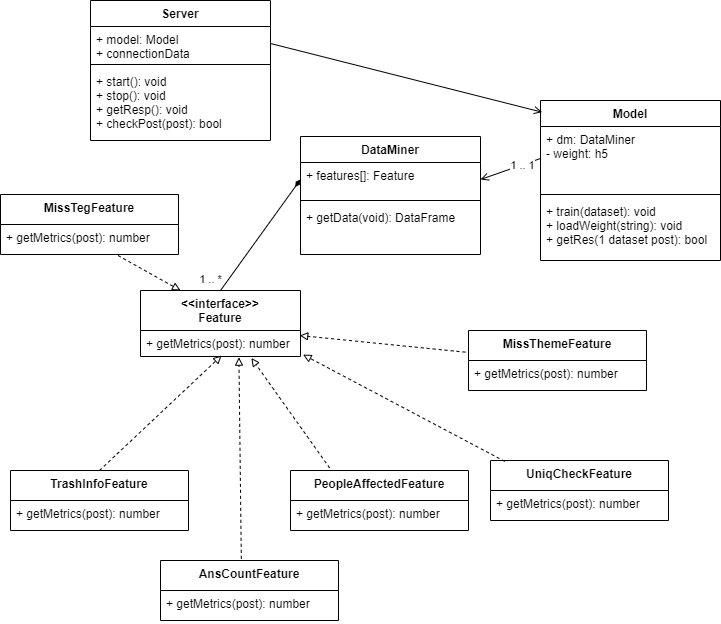 Server
+ model: Model
+ connectionData
+ start(): void
+ stop(): void
+ getResp(): void
+ checkPost(post): bool
Model
+ dm: DataMiner
- weight: h5
+ train(dataset): void
+ loadWeight(string): void
+ getRes(1 dataset post): bool
DataMiner
+ features[]: Feature
+ getData(void): DataFrame
1 .. 1
MissTegFeature
+ getMetrics(post): number
1 .. *
<<interface>>
Feature
+ getMetrics(post): number
MissThemeFeature
+ getMetrics(post): number
TrashInfoFeature
+ getMetrics(post): number
PeopleAffectedFeature
+ getMetrics(post): number
UniqCheckFeature
+ getMetrics(post): number
AnsCountFeature
+ getMetrics(post): number